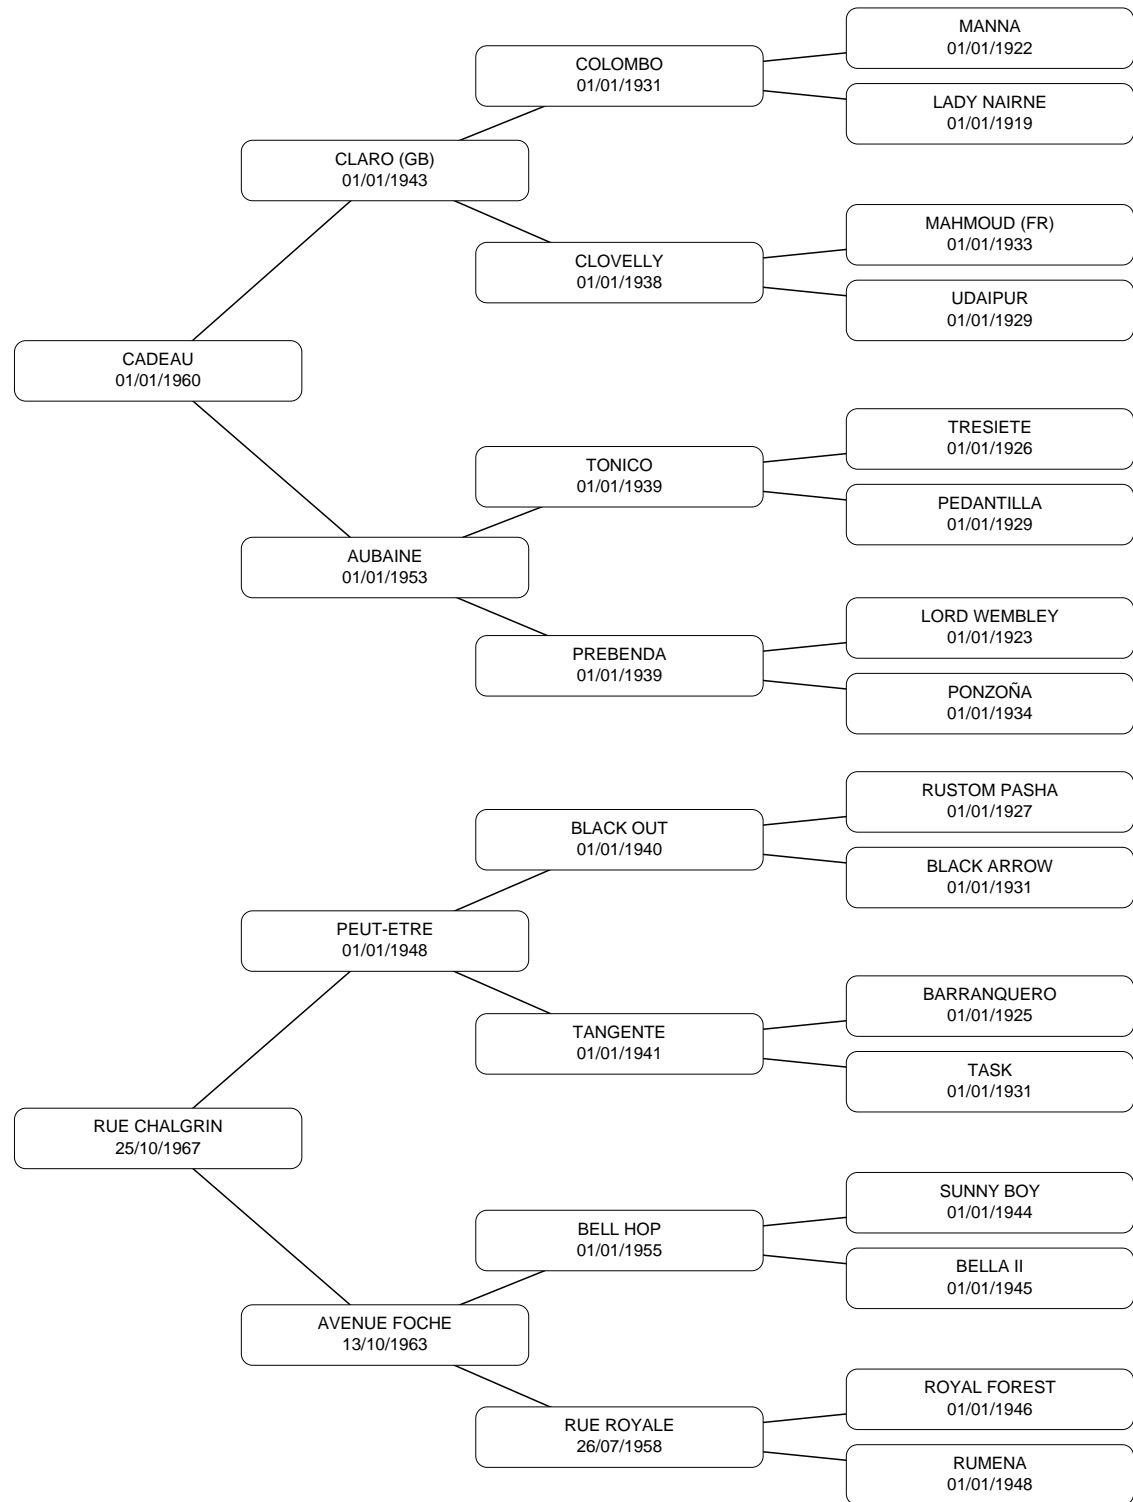 MANNA
01/01/1922
COLOMBO
01/01/1931
LADY NAIRNE
01/01/1919
CLARO (GB)
01/01/1943
MAHMOUD (FR)
01/01/1933
CLOVELLY
01/01/1938
UDAIPUR
01/01/1929
CADEAU
01/01/1960
TRESIETE
01/01/1926
TONICO
01/01/1939
PEDANTILLA
01/01/1929
AUBAINE
01/01/1953
LORD WEMBLEY
01/01/1923
PREBENDA
01/01/1939
PONZOÑA
01/01/1934
RUSTOM PASHA
01/01/1927
BLACK OUT
01/01/1940
BLACK ARROW
01/01/1931
PEUT-ETRE
01/01/1948
BARRANQUERO
01/01/1925
TANGENTE
01/01/1941
TASK
01/01/1931
RUE CHALGRIN
25/10/1967
SUNNY BOY
01/01/1944
BELL HOP
01/01/1955
BELLA II
01/01/1945
AVENUE FOCHE
13/10/1963
ROYAL FOREST
01/01/1946
RUE ROYALE
26/07/1958
RUMENA
01/01/1948